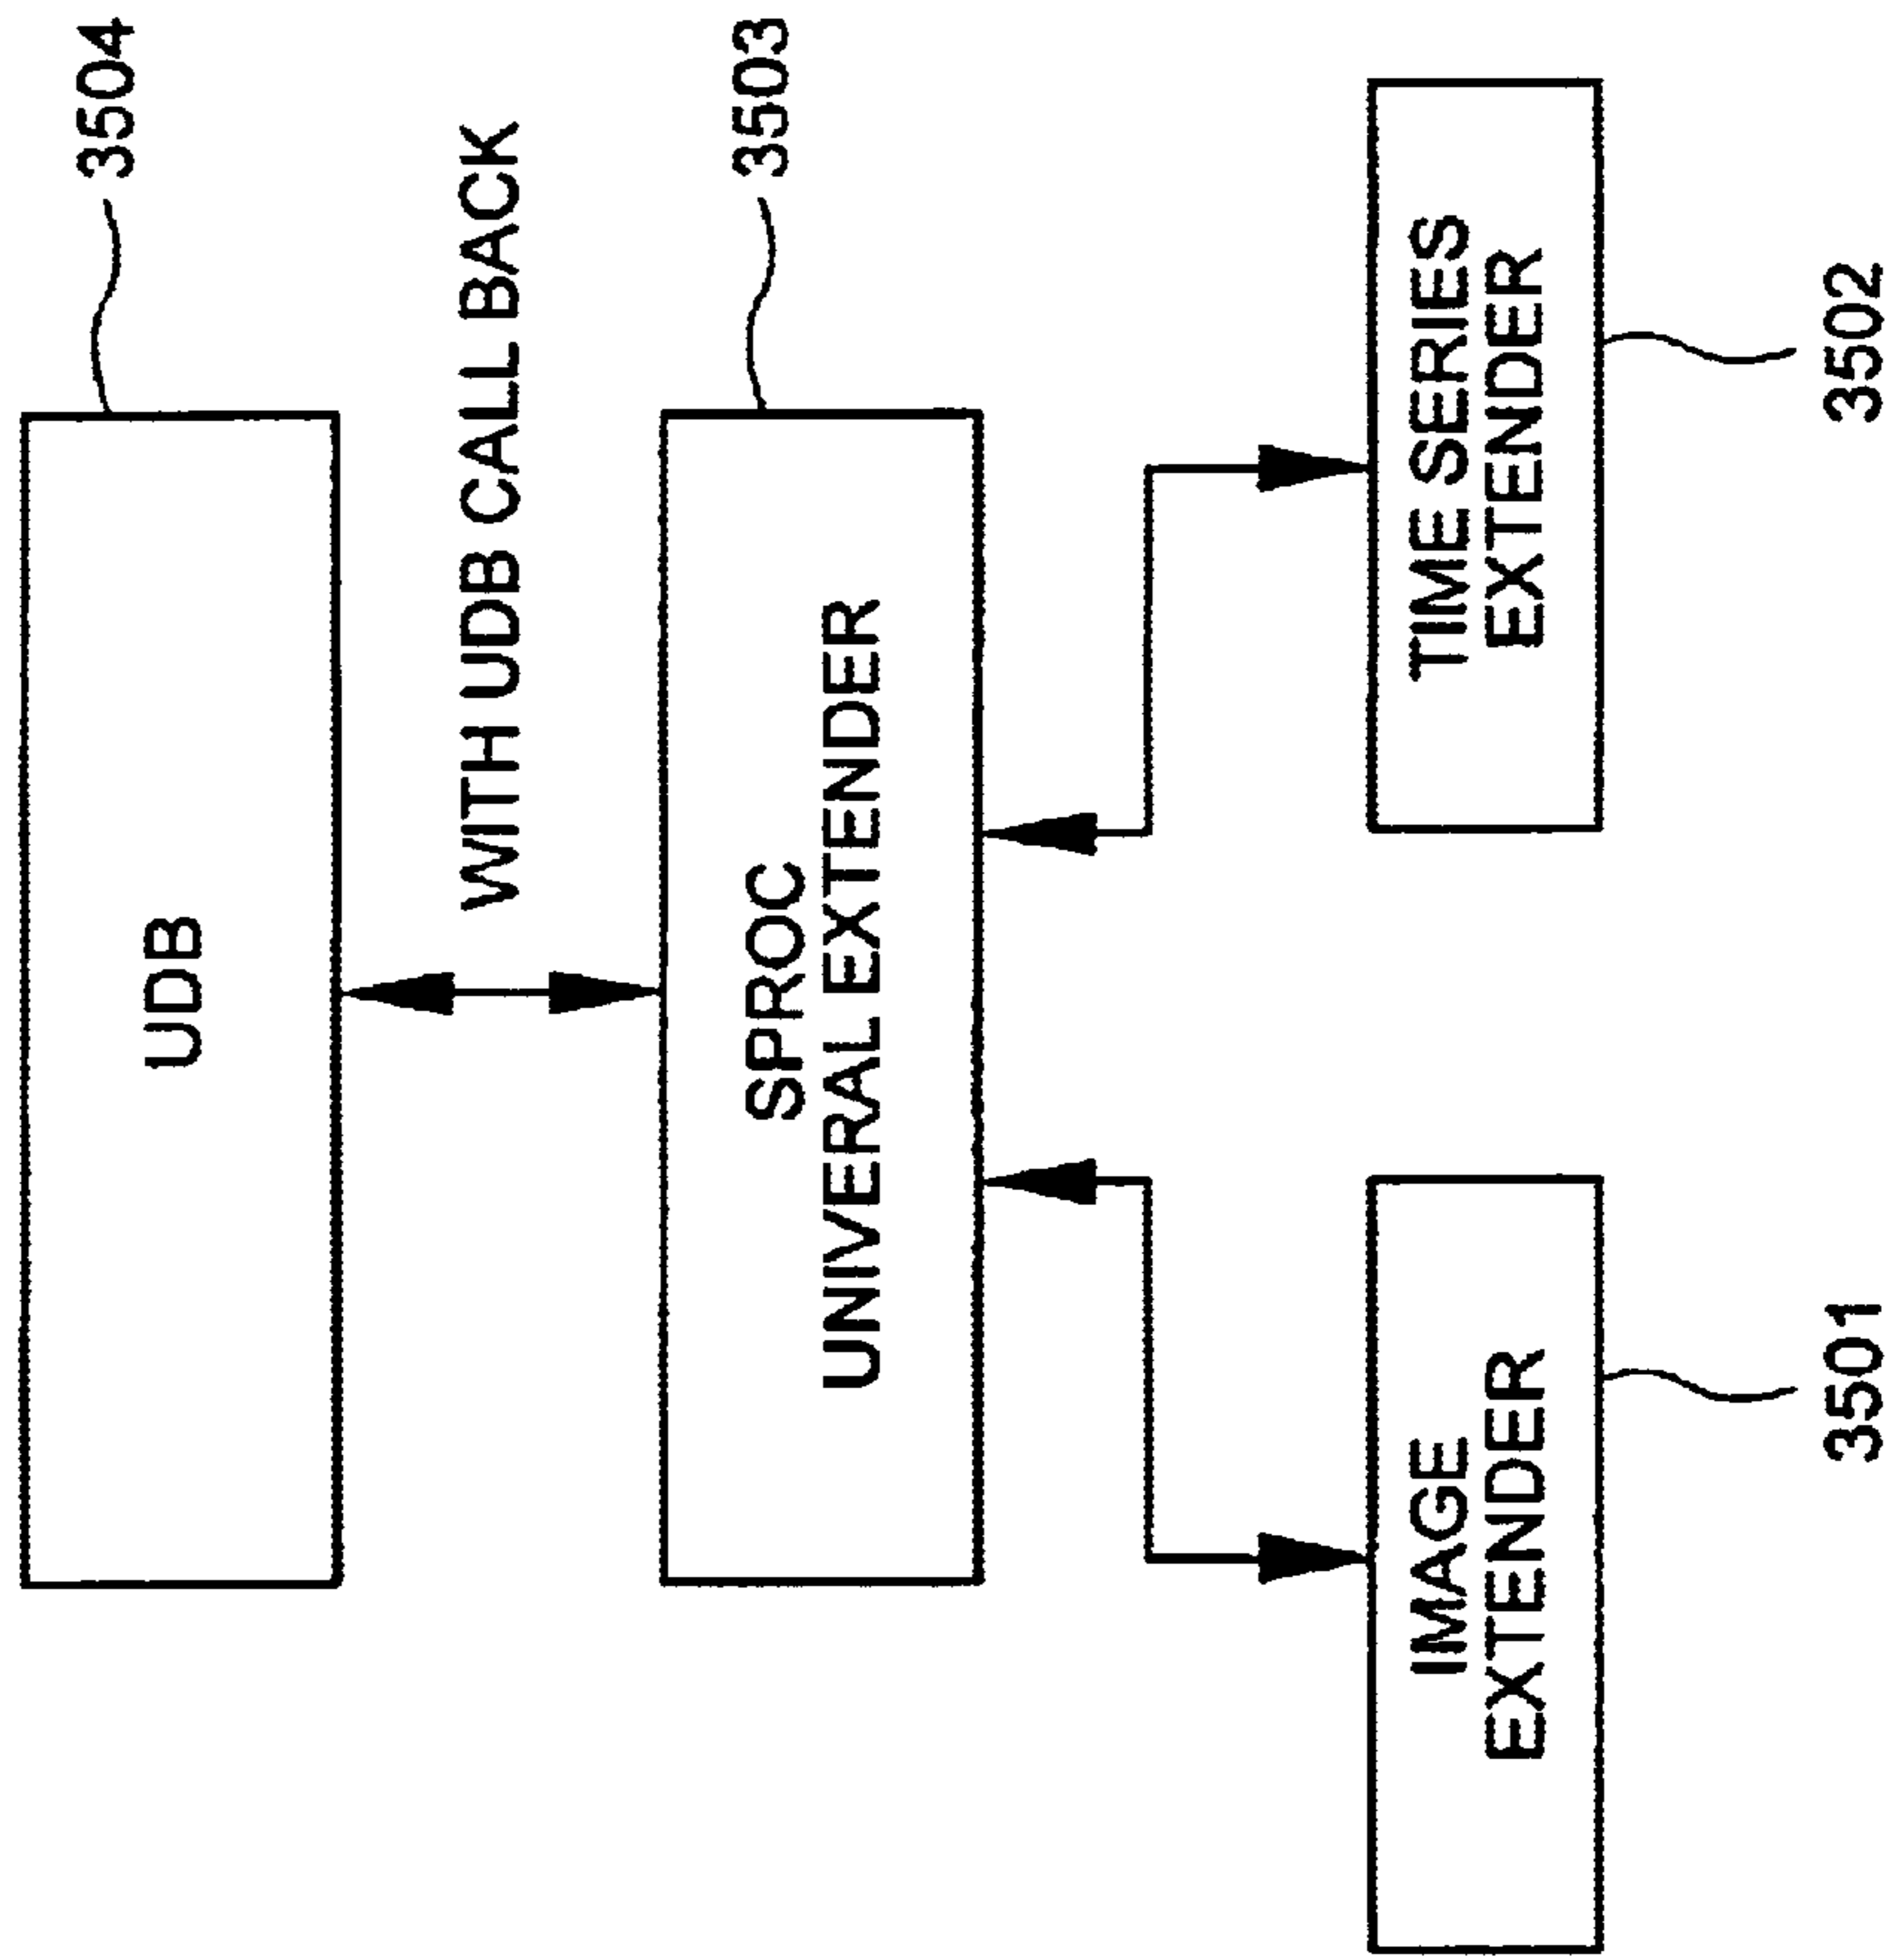 UDB
3504
WITH UDB CALL BACK
SPROC
UNIVERAL EXTENDER
3503
IMAGE
EXTENDER
TIME SERIES
EXTENDER
3501
3502